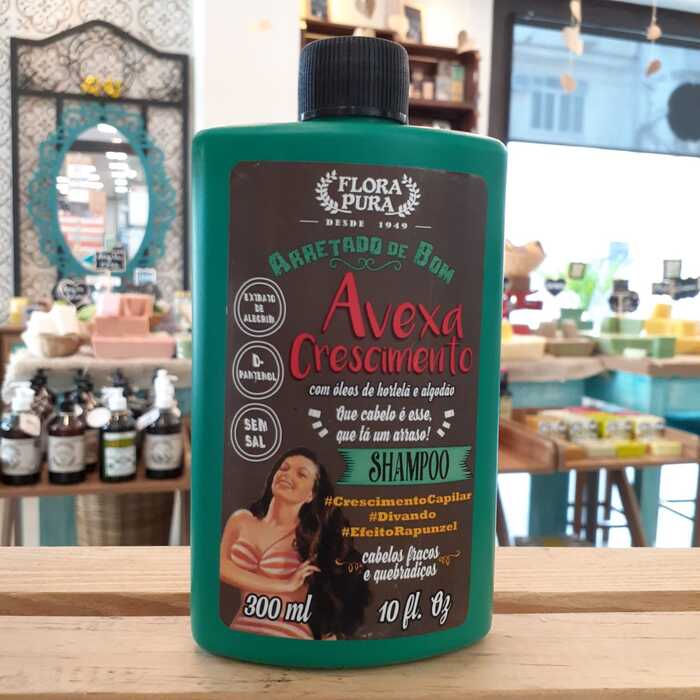 FLORA
PURA
DESDE 1949
ARRETADO DE BOM
Avexa
Crescimento
com óleos de hortelã e algodão
Que cabelo é esse,
que tá um arraso!
SHAMPOO
#CrescimentoCapilar
#Divando
#EfeitoRapunzel
cabelos fracos
e quebradiços
EXTRATO
DE
ALECRIM
D-
PANTENOL
SEM
SAL
300 ml
10 fl. Oz